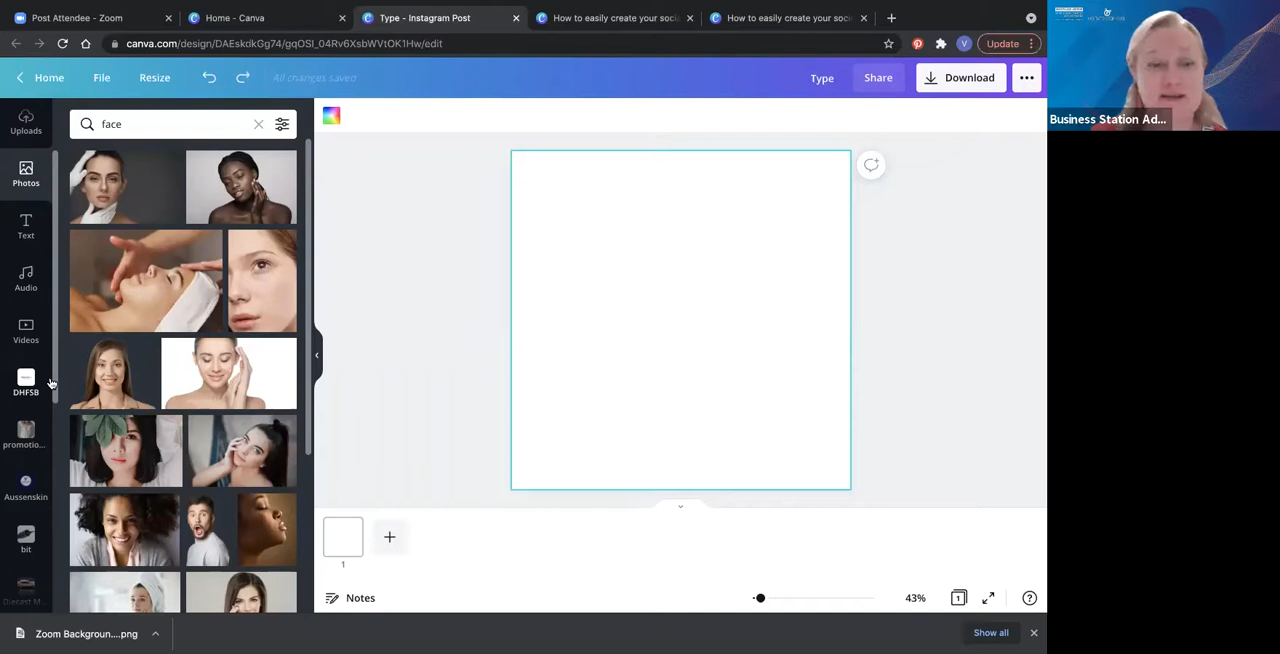 Post Attendee - Zoom
Home - Canva
Type - Instagram Post
How to easily create your soci
How to easily create your soci
canva.com/design/DAEskdkGg74/gqOSI_04Rv6XsbWVtOK1Hw/edit
V
Update
Home
File
Resize
All changes saved
Type
Share
Download
Business Station Ad...
Uploads
face
Photos
Text
Audio
Videos
DHFSB
promotio...
Aussenskin
bit
Diecast M...
1
Notes
43%
1
Zoom Backgroun....png
Show all